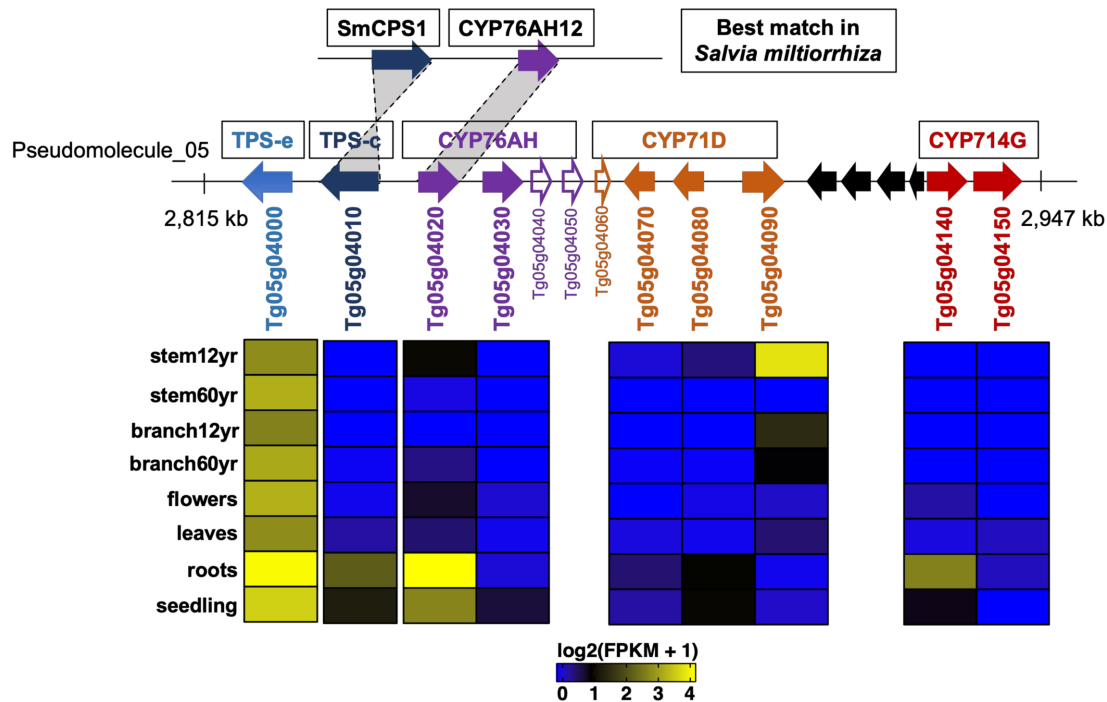 SmCPS1
CYP76AH12
Best match in
Salvia miltiorrhiza
Pseudomolecule_05
TPS-e
TPS-c
CYP76AH
CYP71D
CYP714G
2,815 kb
2,947 kb
Tg05g04000
Tg05g04010
Tg05g04020
Tg05g04030
Tg05g04040
Tg05g04050
Tg05g04060
Tg05g04070
Tg05g04080
Tg05g04090
Tg05g04140
Tg05g04150
stem12yr
stem60yr
branch12yr
branch60yr
flowers
leaves
roots
seedling
log2(FPKM + 1)
0 1 2 3 4